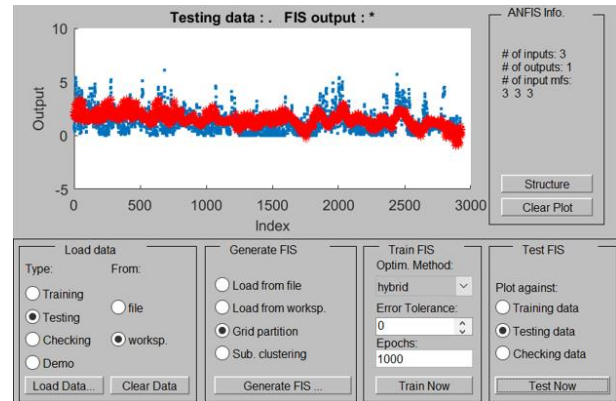 Testing data : .   FIS output : *
10
5
0
-5
Output
0
500
1000
1500
2000
2500
3000
Index
ANFIS Info.
# of inputs: 3
# of outputs: 1
# of input mfs:
3 3 3
Structure
Clear Plot
Load data
Type:
From:
Training
Testing
Checking
Demo
file
worksp.
Load Data...
Clear Data
Generate FIS
Load from file
Load from worksp.
Grid partition
Sub. clustering
Generate FIS ...
Train FIS
Optim. Method:
hybrid
Error Tolerance:
0
Epochs:
1000
Train Now
Test FIS
Plot against:
Training data
Testing data
Checking data
Test Now